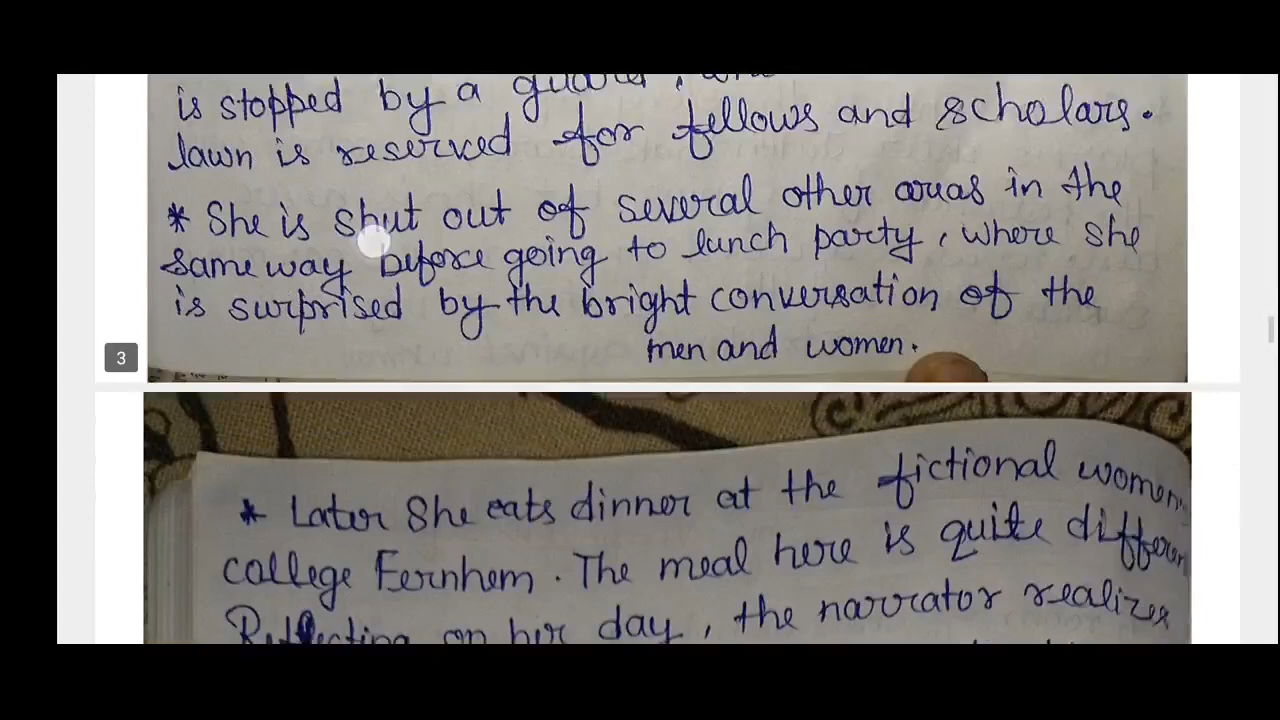 is stopped by a
lawn is reserved for fellows and scholars.
* She is shut out of several other areas in the
same way before going to lunch party, where she
is surprised by the bright conversation of the
men and women.
3
* Later She eats dinner at the fictional women
college Fernhem. The meal here is quite differen
Reflecting on her day, the narrator realizes